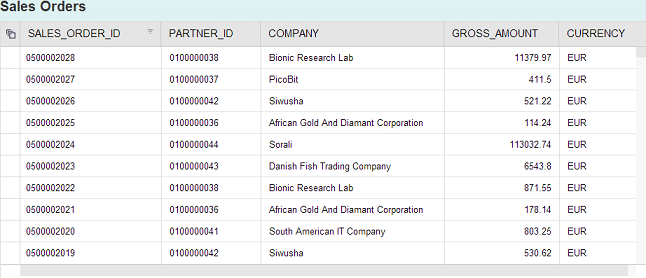 Sales Orders
SALES_ORDER_ID PARTNER_ID COMPANY GROSS_AMOUNT CURRENCY
0500002028 0100000038 Bionic Research Lab 11379.97 EUR
0500002027 0100000037 PicoBit 411.5 EUR
0500002026 0100000042 Siwusha 521.22 EUR
0500002025 0100000036 African Gold And Diamant Corporation 114.24 EUR
0500002024 0100000044 Sorali 113032.74 EUR
0500002023 0100000043 Danish Fish Trading Company 6543.8 EUR
0500002022 0100000038 Bionic Research Lab 871.55 EUR
0500002021 0100000036 African Gold And Diamant Corporation 178.14 EUR
0500002020 0100000041 South American IT Company 803.25 EUR
0500002019 0100000042 Siwusha 530.62 EUR